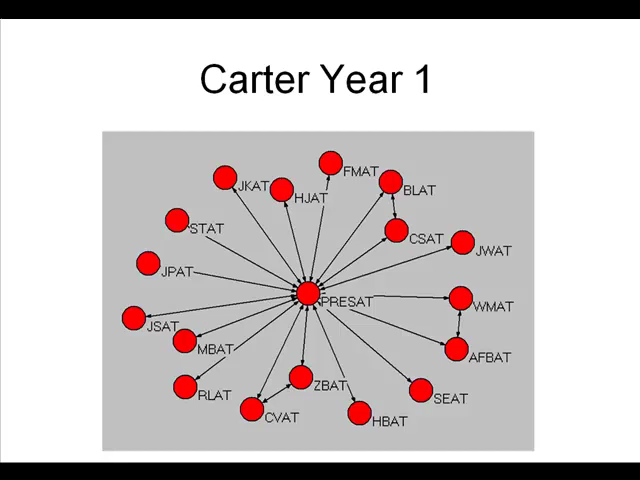 Carter Year 1
FMAT
JKAT
BLAT
HJAT
STAT
CSAT
JWAT
JPAT
PRESAT
WMAT
JSAT
MBAT
AFBAT
ZBAT
RLAT
SEAT
CVAT
HBAT